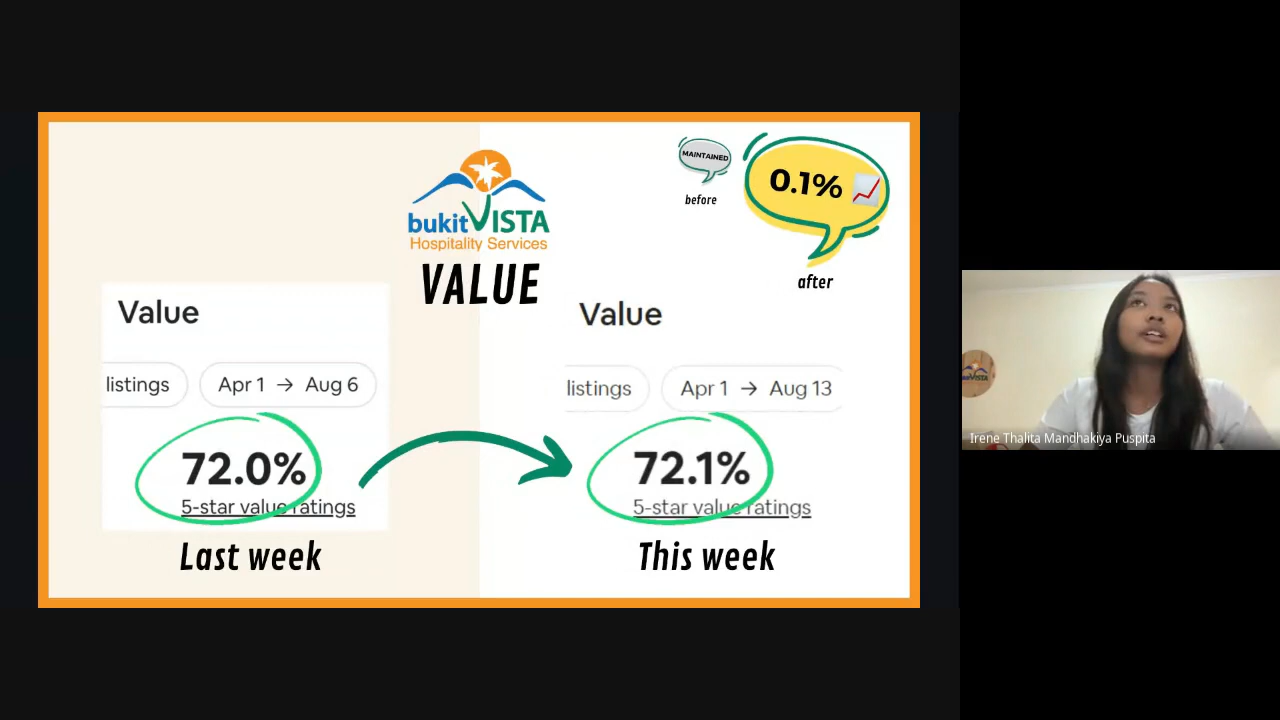 bukitVISTA
Hospitality Services
VALUE
MAINTAINED
before
0.1%
after
Value
listings
Apr 1 → Aug 6
72.0%
5-star value ratings
Last week
Value
listings
Apr 1 → Aug 13
72.1%
5-star value ratings
This week
Irene Thalita Mandhakiya Puspita